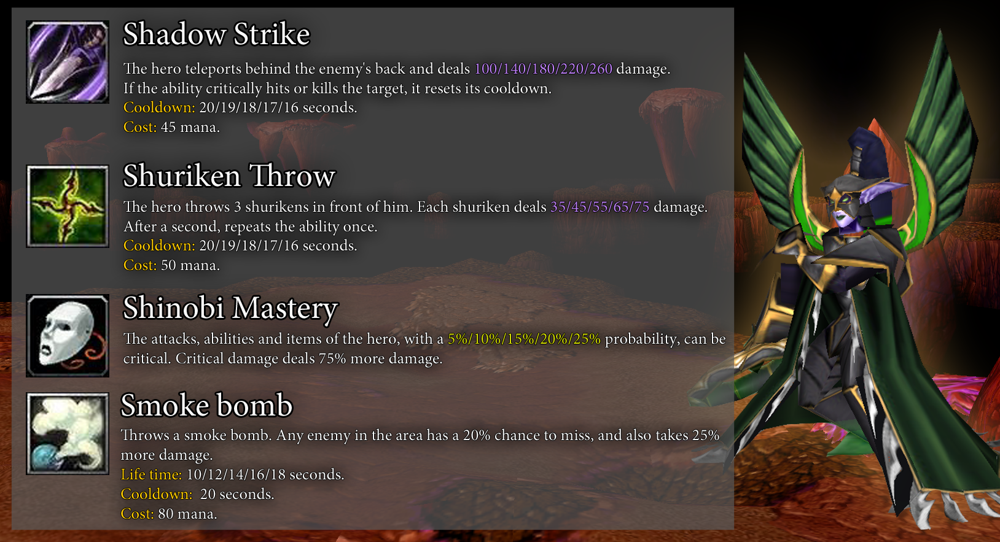 Shadow Strike
The hero teleports behind the enemy's back and deals 100/140/180/220/260 damage.
If the ability critically hits or kills the target, it resets its cooldown.
Cooldown: 20/19/18/17/16 seconds.
Cost: 45 mana.
Shuriken Throw
The hero throws 3 shurikens in front of him. Each shuriken deals 35/45/55/65/75 damage.
After a second, repeats the ability once.
Cooldown: 20/19/18/17/16 seconds.
Cost: 50 mana.
Shinobi Mastery
The attacks, abilities and items of the hero, with a 5%/10%/15%/20%/25% probability, can be
critical. Critical damage deals 75% more damage.
Smoke bomb
Throws a smoke bomb. Any enemy in the area has a 20% chance to miss, and also takes 25%
more damage.
Life time: 10/12/14/16/18 seconds.
Cooldown:  20 seconds.
Cost: 80 mana.